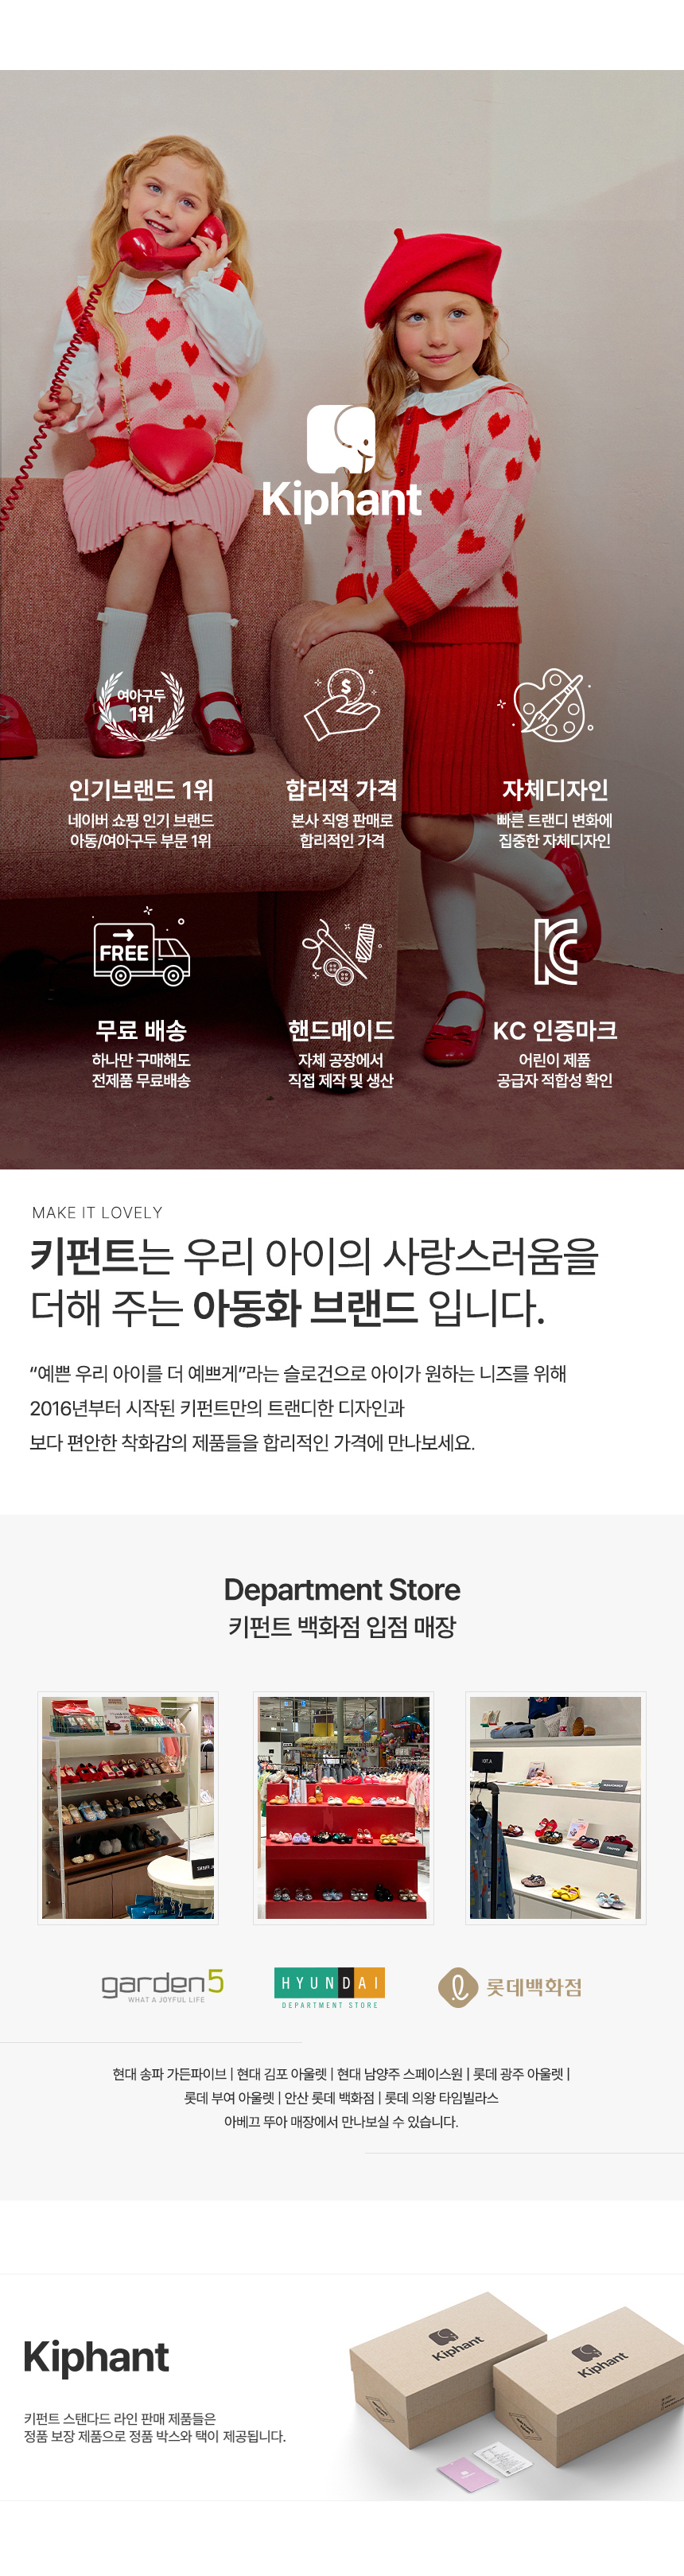 Kiphant
여아구두
1위
인기브랜드 1위
네이버 쇼핑 인기 브랜드
아동/여아구두 부문 1위
$
합리적 가격
본사 직영 판매로
합리적인 가격
자체디자인
빠른 트랜디 변화에
집중한 자체디자인
FREE
무료 배송
하나만 구매해도
전제품 무료배송
핸드메이드
자체 공장에서
직접 제작 및 생산
KC 인증마크
어린이 제품
공급자 적합성 확인
MAKE IT LOVELY
키펀트는 우리 아이의 사랑스러움을
더해 주는 아동화 브랜드 입니다.
“예쁜 우리 아이를 더 예쁘게”라는 슬로건으로 아이가 원하는 니즈를 위해
2016년부터 시작된 키펀트만의 트랜디한 디자인과
보다 편안한 착화감의 제품들을 합리적인 가격에 만나보세요.
Department Store
키펀트 백화점 입점 매장
garden5
WHAT A JOYFUL LIFE
HYUNDAI
DEPARTMENT STORE
롯데백화점
현대 송파 가든파이브 | 현대 김포 아울렛 | 현대 남양주 스페이스원 | 롯데 광주 아울렛 |
롯데 부여 아울렛 | 안산 롯데 백화점 | 롯데 의왕 타임빌라스
아베끄 뚜아 매장에서 만나보실 수 있습니다.
Kiphant
키펀트 스탠다드 라인 판매 제품들은
정품 보장 제품으로 정품 박스와 택이 제공됩니다.
Kiphant
Kiphant